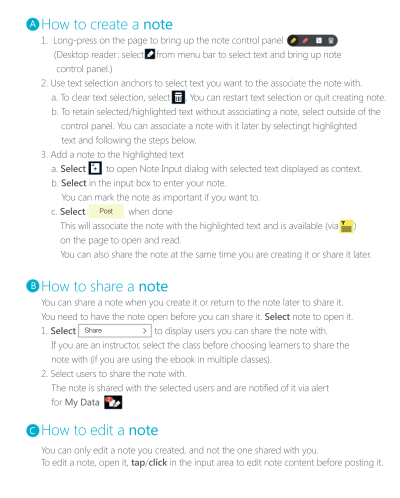 A How to create a note
1. Long-press on the page to bring up the note control panel
(Desktop reader: select from menu bar to select text and bring up note
control panel.)
2. Use text selection anchors to select text you want to the associate the note with.
a. To clear text selection, select . You can restart text selection or quit creating note.
b. To retain selected/highlighted text without associating a note, select outside of the
control panel. You can associate a note with it later by selectingt highlighted
text and following the steps below.
3. Add a note to the highlighted text
a. Select to open Note Input dialog with selected text displayed as context.
b. Select in the input box to enter your note.
You can mark the note as important if you want to.
c. Select Post when done
This will associate the note with the highlighted text and is available (via )
on the page to open and read.
You can also share the note at the same time you are creating it or share it later.
B How to share a note
You can share a note when you create it or return to the note later to share it.
You need to have the note open before you can share it. Select note to open it.
1. Select Share > to display users you can share the note with.
If you are an instructor, select the class before choosing learners to share the
note with (if you are using the ebook in multiple classes).
2. Select users to share the note with.
The note is shared with the selected users and are notified of it via alert
for My Data
C How to edit a note
You can only edit a note you created, and not the one shared with you.
To edit a note, open it, tap/click in the input area to edit note content before posting it.